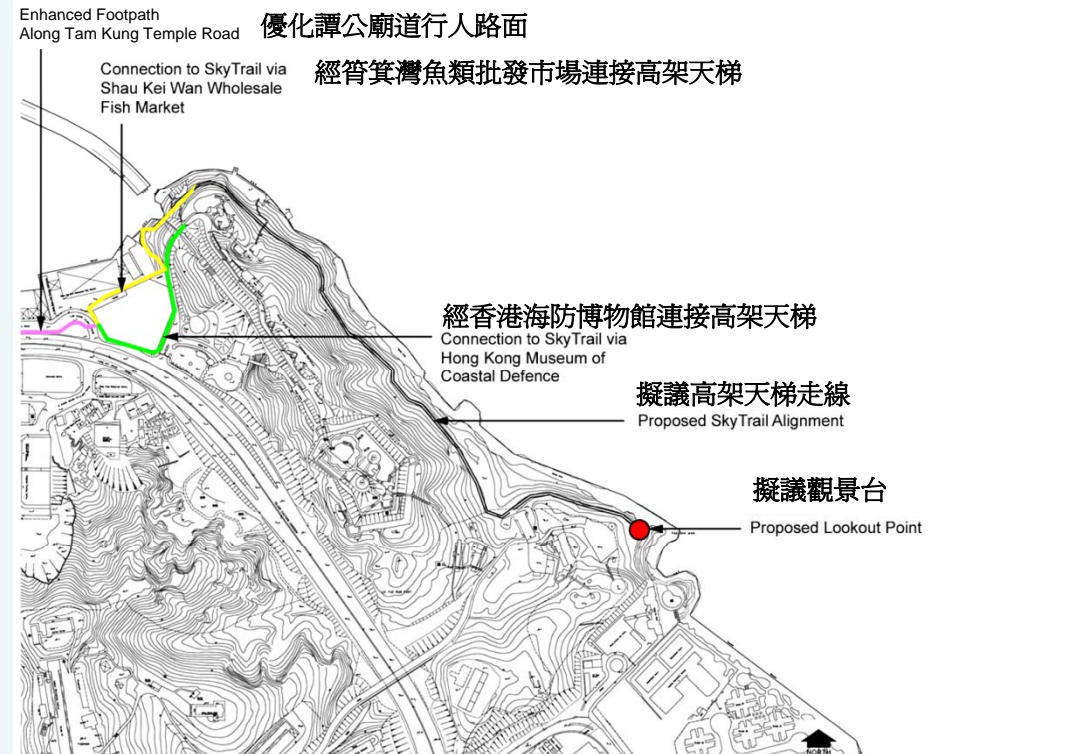 Enhanced Footpath
Along Tam Kung Temple Road
優化譚公廟道行人路面
Connection to SkyTrail via
Shau Kei Wan Wholesale
Fish Market
經筲箕灣魚類批發市場連接高架天梯
經香港海防博物館連接高架天梯
Connection to SkyTrail via
Hong Kong Museum of
Coastal Defence
擬議高架天梯走線
Proposed SkyTrail Alignment
擬議觀景台
Proposed Lookout Point
NORTH